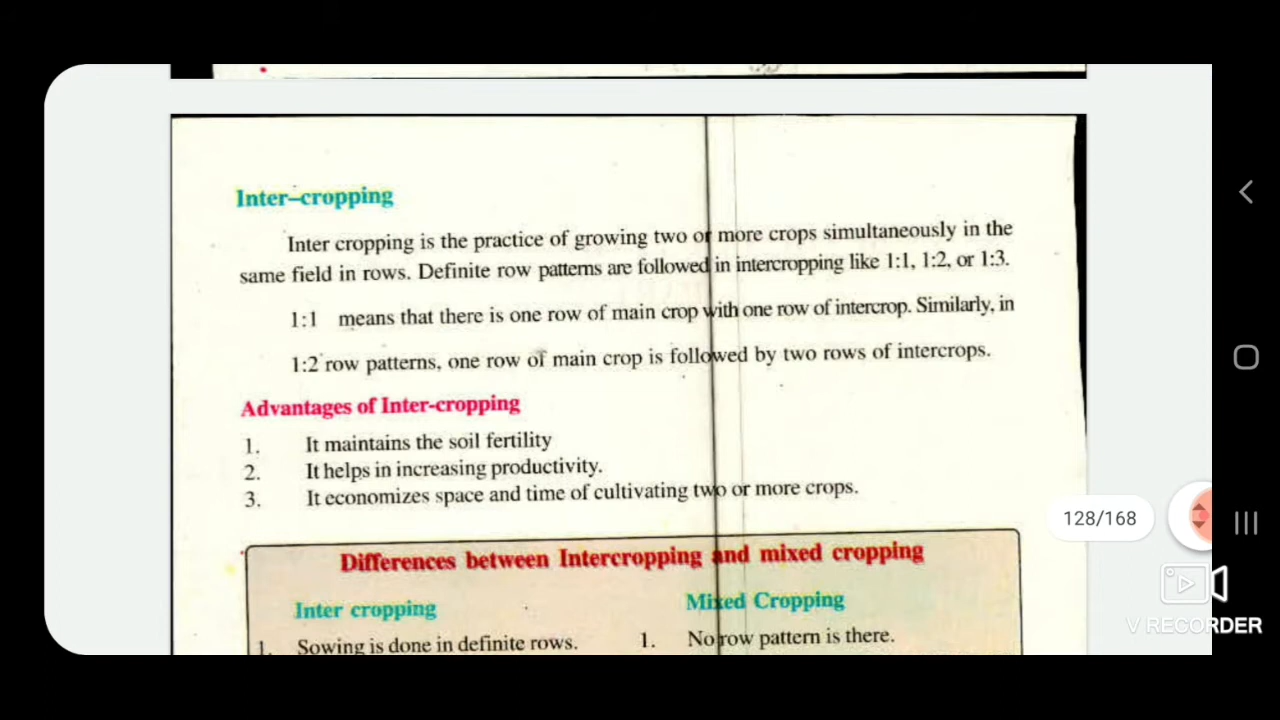 Inter-cropping
Inter cropping is the practice of growing two or more crops simultaneously in the
same field in rows. Definite row patterns are followed in intercropping like 1:1, 1:2, or 1:3.
1:1 means that there is one row of main crop with one row of intercrop. Similarly, in
1:2 row patterns, one row of main crop is followed by two rows of intercrops.
Advantages of Inter-cropping
1. It maintains the soil fertility
2. It helps in increasing productivity.
3. It economizes space and time of cultivating two or more crops.
128/168
Differences between Intercropping and mixed cropping
Inter cropping Mixed Cropping
1. Sowing is done in definite rows. 1. No row pattern is there.
V RECORDER